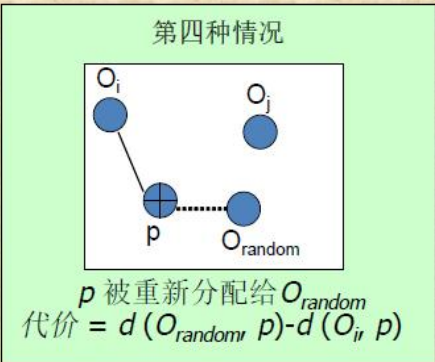 第四种情况
Oi
Oj
p
Orandom
p 被重新分配给Orandom
代价 = d (Orandom, p)-d (Oi, p)